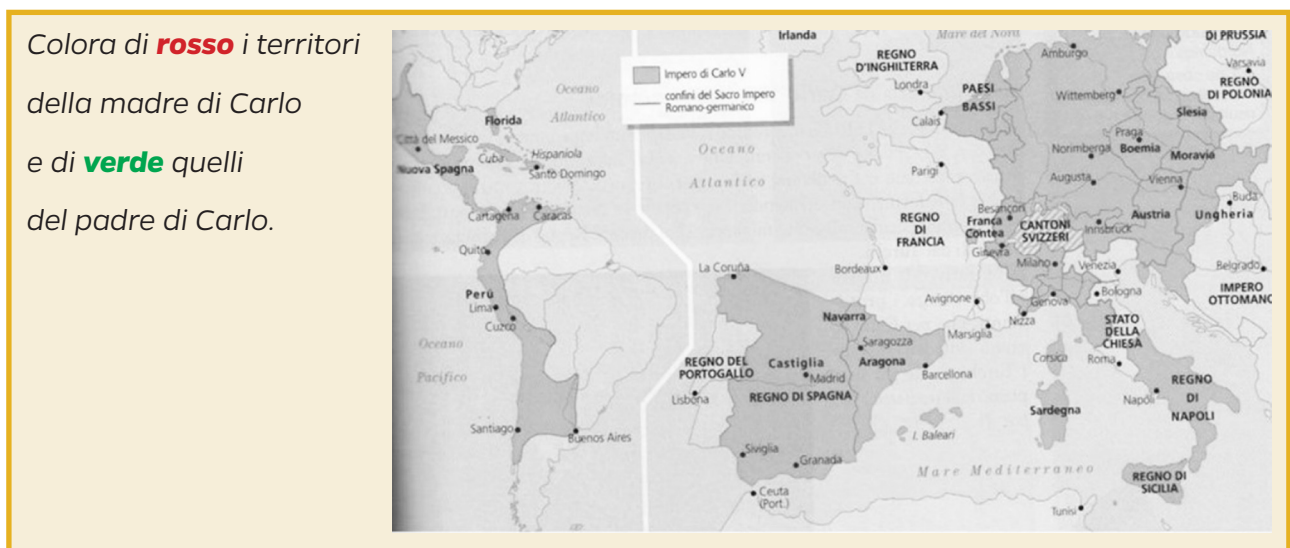 Colora di rosso i territori
della madre di Carlo
e di verde quelli
del padre di Carlo.
Irlanda
Mare del Nord
REGNO
D'INGHILTERRA
Londra
Amburgo
DI PRUSSIA
Varsavia
REGNO
DI POLONIA
Impero di Carlo V
confini del Sacro Impero
Romano-germanico
PAESI
BASSI
Wittemberg
Slesia
Calais
Oceano
Atlantico
Florida
Città del Messico
Cuba
Hispaniola
Santo Domingo
Nuova Spagna
Oceano
Atlantico
Parigi
Praga
Norimberga
Boemia
Moravia
Augusta
Vienna
Buda
Cartagena
Caracas
REGNO
DI
FRANCIA
Besançon
Franca
Contea
CANTONI
SVIZZERI
Innsbruck
Austria
Ungheria
Ginevra
Quito
La Coruña
Bordeaux
Milano
Venezia
Belgrado
Perú
Lima
Cuzco
Avignone
Genova
Bologna
IMPERO
OTTOMANO
Navarra
Marsiglia
Nizza
STATO
DELLA
CHIESA
Oceano
Pacifico
Saragozza
REGNO DEL
PORTOGALLO
Castiglia
Madrid
Aragona
Barcellona
Corsica
Roma
Lisbona
REGNO DI SPAGNA
Sardegna
Napoli
REGNO
DI
NAPOLI
Santiago
Buenos Aires
I. Baleari
Siviglia
Granada
Mare Mediterraneo
REGNO DI
SICILIA
Ceuta
(Port.)
Tunisi